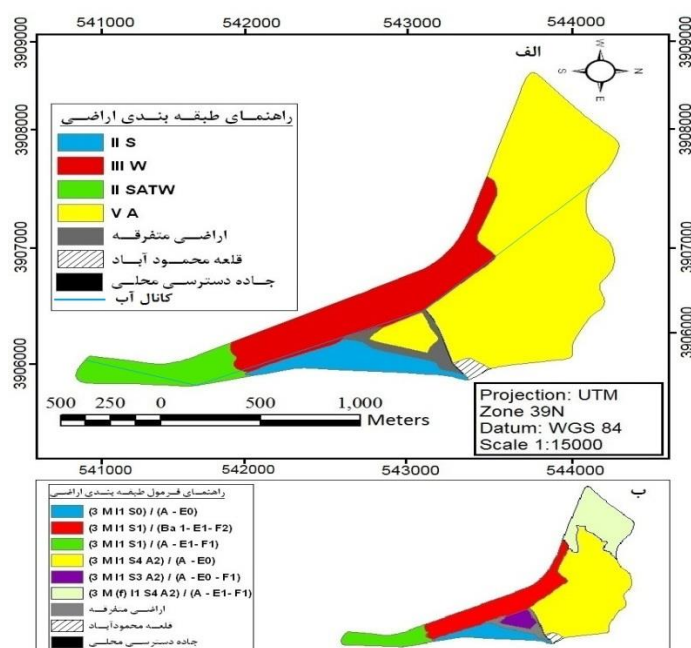 541000 542000 543000 544000
3909000
3908000
3907000
3906000
3909000
3908000
3907000
3906000
الف
W
N
S
E
راهنمای طبقه بندی اراضی
II S
III W
II SATW
V A
اراضی متفرقه
قلعه محمود آباد
جاده دسترسی محلی
کانال آب
500 250 0 500 1,000
Meters
Projection: UTM
Zone 39N
Datum: WGS 84
Scale 1:15000
541000 542000 543000 544000
ب
راهنمای فرمول طبقه بندی اراضی
(3 M I1 S0) / (A - E0)
(3 M I1 S1) / (Ba 1- E1- F2)
(3 M I1 S1) / (A - E1- F1)
(3 M I1 S4 A2) / (A - E0)
(3 M I1 S3 A2) / (A - E0 - F1)
(3 M (f) I1 S4 A2) / (A - E1- F1)
اراضی متفرقه
قلعه محمودآباد
جاده دسترسی محلی